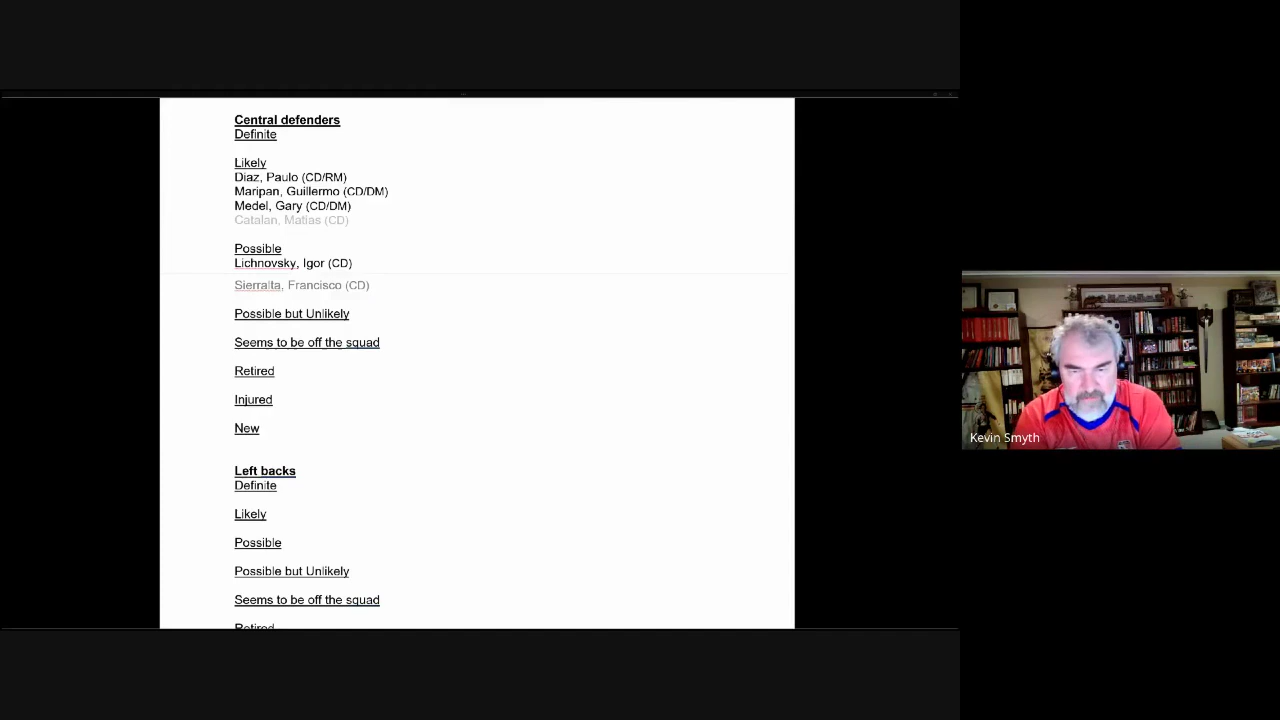 Central defenders
Definite
Likely
Diaz, Paulo (CD/RM)
Maripan, Guillermo (CD/DM)
Medel, Gary (CD/DM)
Catalan, Matias (CD)
Possible
Lichnovsky, Igor (CD)
Sierralta, Francisco (CD)
Possible but Unlikely
Seems to be off the squad
Retired
Injured
New
Left backs
Definite
Likely
Possible
Possible but Unlikely
Seems to be off the squad
Retired
Kevin Smyth